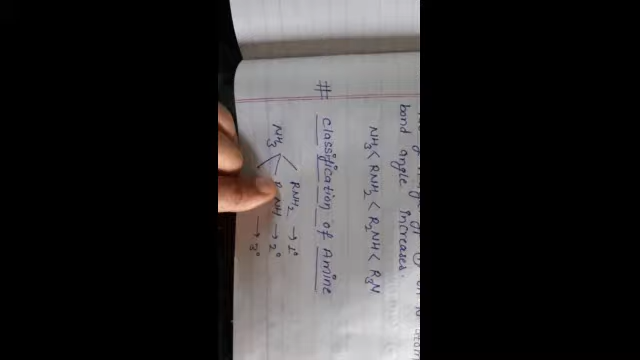 bond angle increases.
NH3 < RNH2 < R2NH < R3N
# Classification of Amine
RNH2 → 1°
NH3 NH → 2°
→ 3°